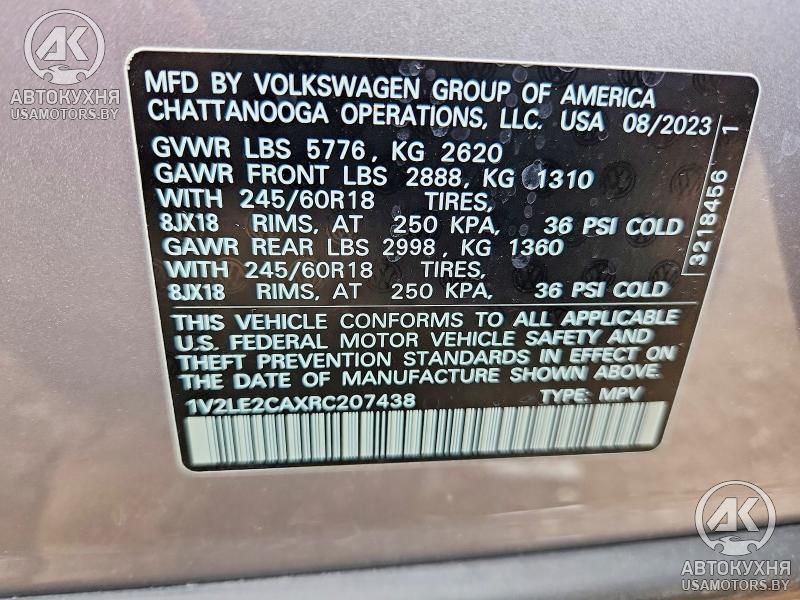 AK
АВТОКУХНЯ
USAMOTORS.BY
MFD BY VOLKSWAGEN GROUP OF AMERICA
CHATTANOOGA OPERATIONS, LLC. USA 08/2023
GVWR LBS 5776, KG 2620
GAWR FRONT LBS 2888, KG 1310
WITH 245/60R18 TIRES,
8JX18 RIMS, AT 250 KPA, 36 PSI COLD
GAWR REAR LBS 2998, KG 1360
WITH 245/60R18 TIRES,
8JX18 RIMS, AT 250 KPA, 36 PSI COLD
3218456 1
THIS VEHICLE CONFORMS TO ALL APPLICABLE
U.S. FEDERAL MOTOR VEHICLE SAFETY AND
THEFT PREVENTION STANDARDS IN EFFECT ON
THE DATE OF MANUFACTURE SHOWN ABOVE.
1V2LE2CAXRC207438 TYPE: MPV
AK
АВТОКУХНЯ
USAMOTORS.BY